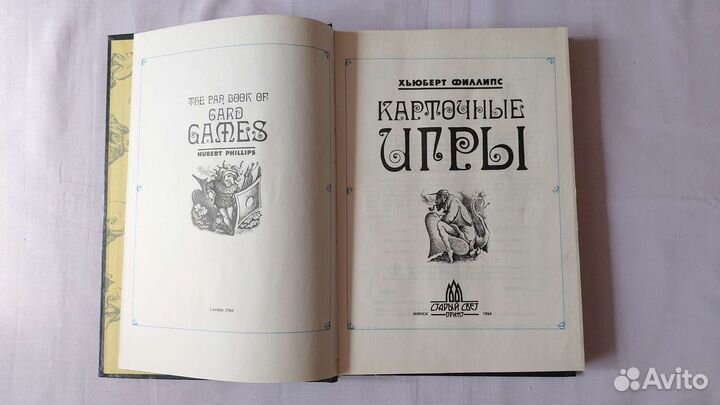 THE PAN BOOK OF
CARD
GAMES
HUBERT PHILLIPS
London 1960
ХЬЮБЕРТ ФИЛЛИПС
КАРТОЧНЫЕ
ИГРЫ
СТАРЫЙ СВЕТ
ПРИНТ
МИНСК 1994
Avito